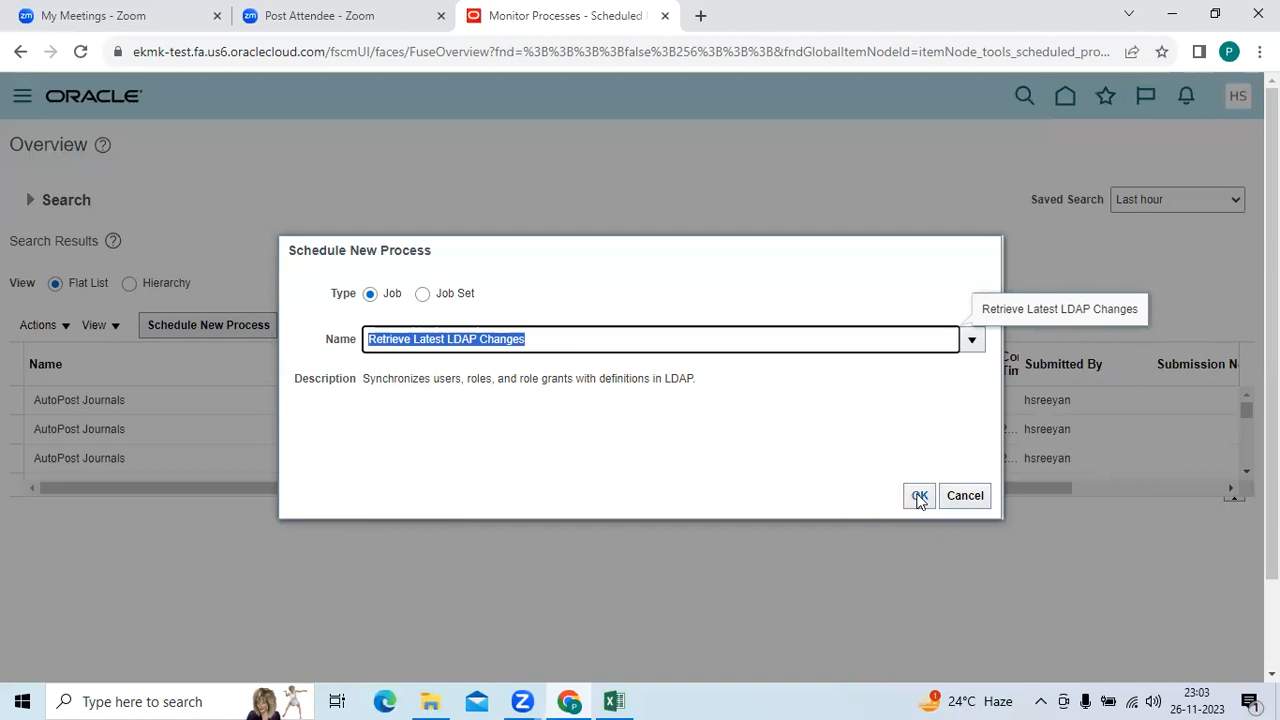 My Meetings - Zoom
Post Attendee - Zoom
Monitor Processes - Scheduled
ekmk-test.fa.us6.oraclecloud.com/fscmUI/faces/FuseOverview?fnd=%3B%3B%3B%3Bfalse%3B256%3B%3B%3B&fndGlobalItemNodeId=itemNode_tools_scheduled_pro...
P
ORACLE
HS
Overview
Search
Saved Search
Last hour
Search Results
View
Flat List
Hierarchy
Actions
View
Schedule New Process
Name
Submitted By
Submission N
AutoPost Journals
hsreeyan
AutoPost Journals
2...
hsreeyan
AutoPost Journals
2...
hsreeyan
Schedule New Process
Type
Job
Job Set
Retrieve Latest LDAP Changes
Name
Retrieve Latest LDAP Changes
Description
Synchronizes users, roles, and role grants with definitions in LDAP.
OK
Cancel
Type here to search
24°C Haze
23:03
26-11-2023